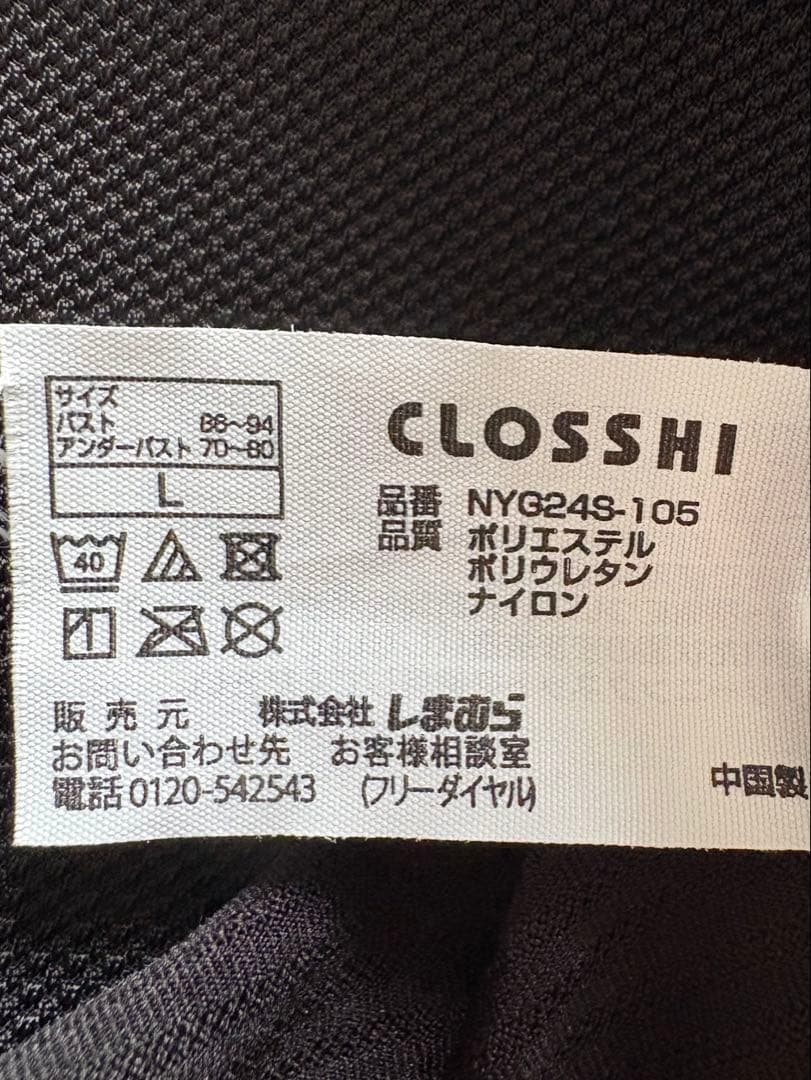 サイズ
バスト 86~94
アンダーバスト 70~80
L
40
CLOSSHI
品番 NYG24S-105
品質 ポリエステル
ポリウレタン
ナイロン
販売元 株式会社 しまむら
お問い合わせ先 お客様相談室
電話0120-542543 (フリーダイヤル)
中国製